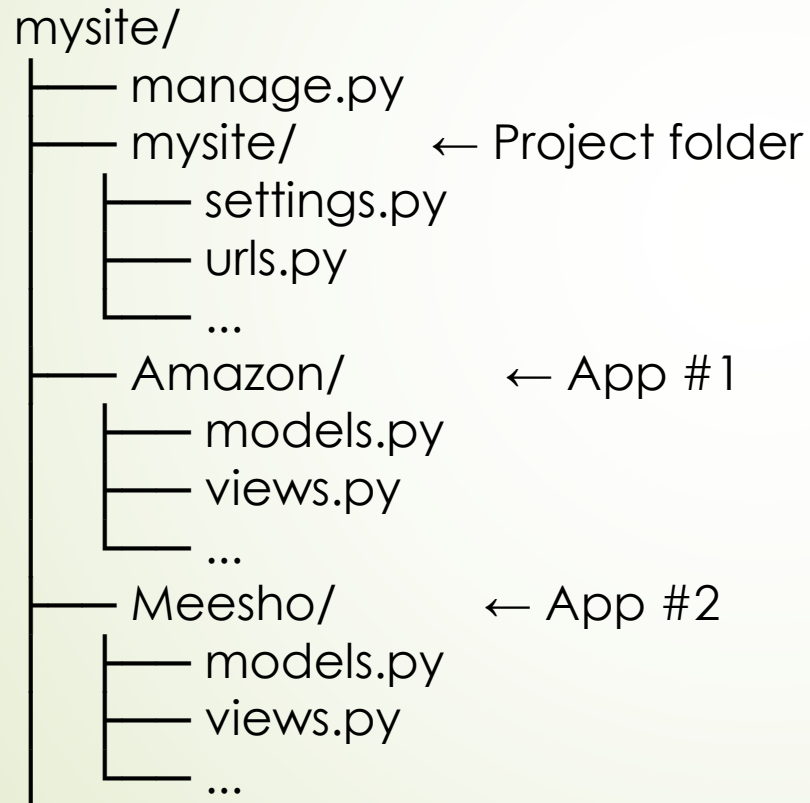 mysite/
├── manage.py
├── mysite/ ← Project folder
│ ├── settings.py
│ ├── urls.py
│ └── ...
├── Amazon/ ← App #1
│ ├── models.py
│ ├── views.py
│ └── ...
├── Meesho/ ← App #2
│ ├── models.py
│ ├── views.py
│ └── ...